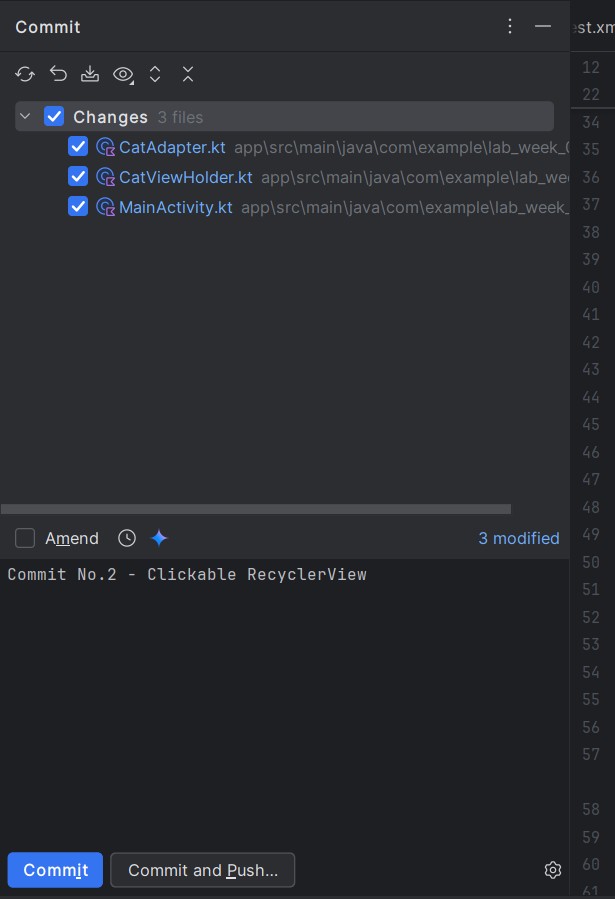 Commit
Changes 3 files
CatAdapter.kt app\src\main\java\com\example\lab_week_
CatViewHolder.kt app\src\main\java\com\example\lab_we
MainActivity.kt app\src\main\java\com\example\lab_week_
Amend
3 modified
Commit No.2 - Clickable RecyclerView
Commit
Commit and Push...
st.xm
12
22
34
35
36
37
38
39
40
41
42
43
44
45
46
47
48
49
50
51
52
53
54
55
56
57
58
59
60
61